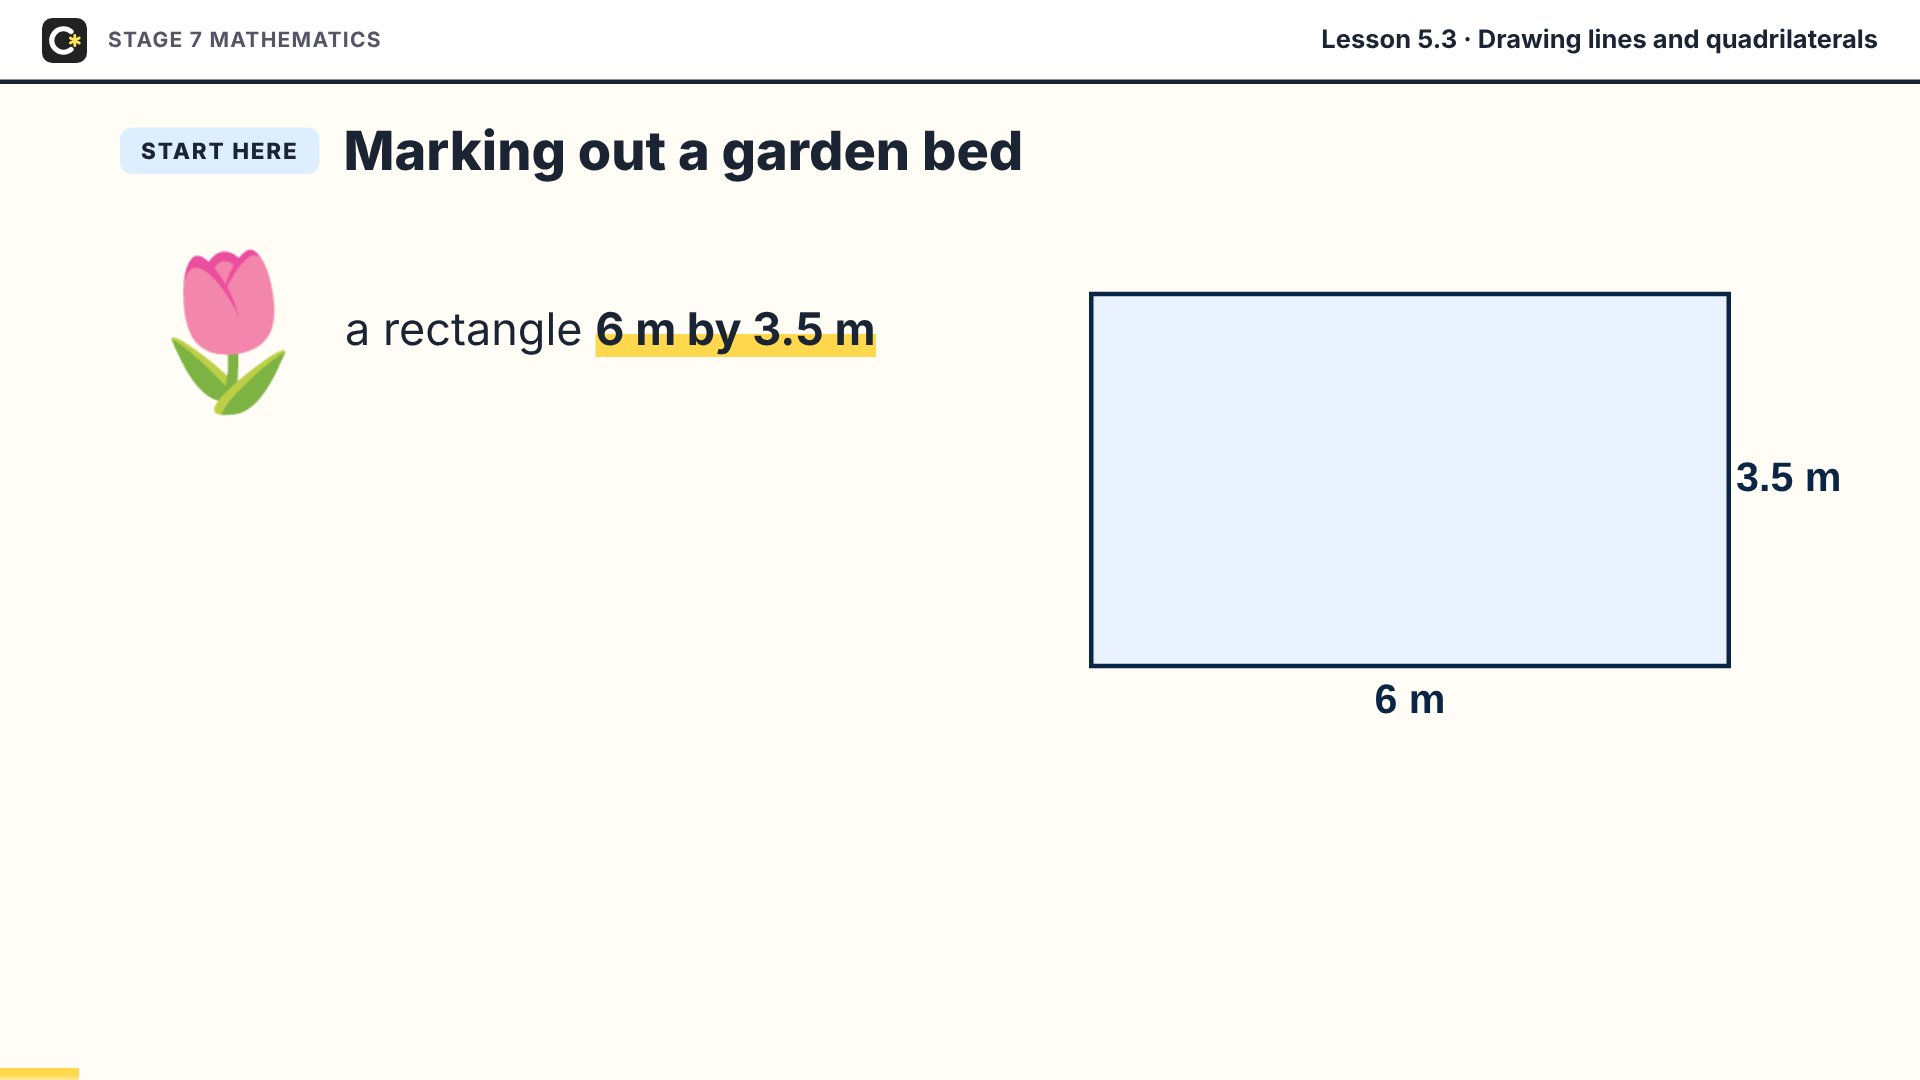 STAGE 7 MATHEMATICS
Lesson 5.3 · Drawing lines and quadrilaterals
START HERE
Marking out a garden bed
a rectangle 6 m by 3.5 m
3.5 m
6 m